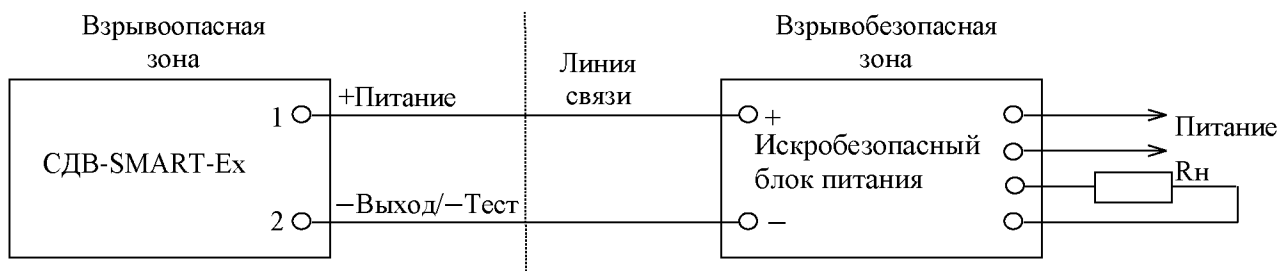 Взрывоопасная
зона
Взрывобезопасная
зона
Линия
связи
+Питание
1
СДВ-SMART-Ex
−Выход/−Тест
2
+
Искробезопасный
блок питания
−
Питание
Rн